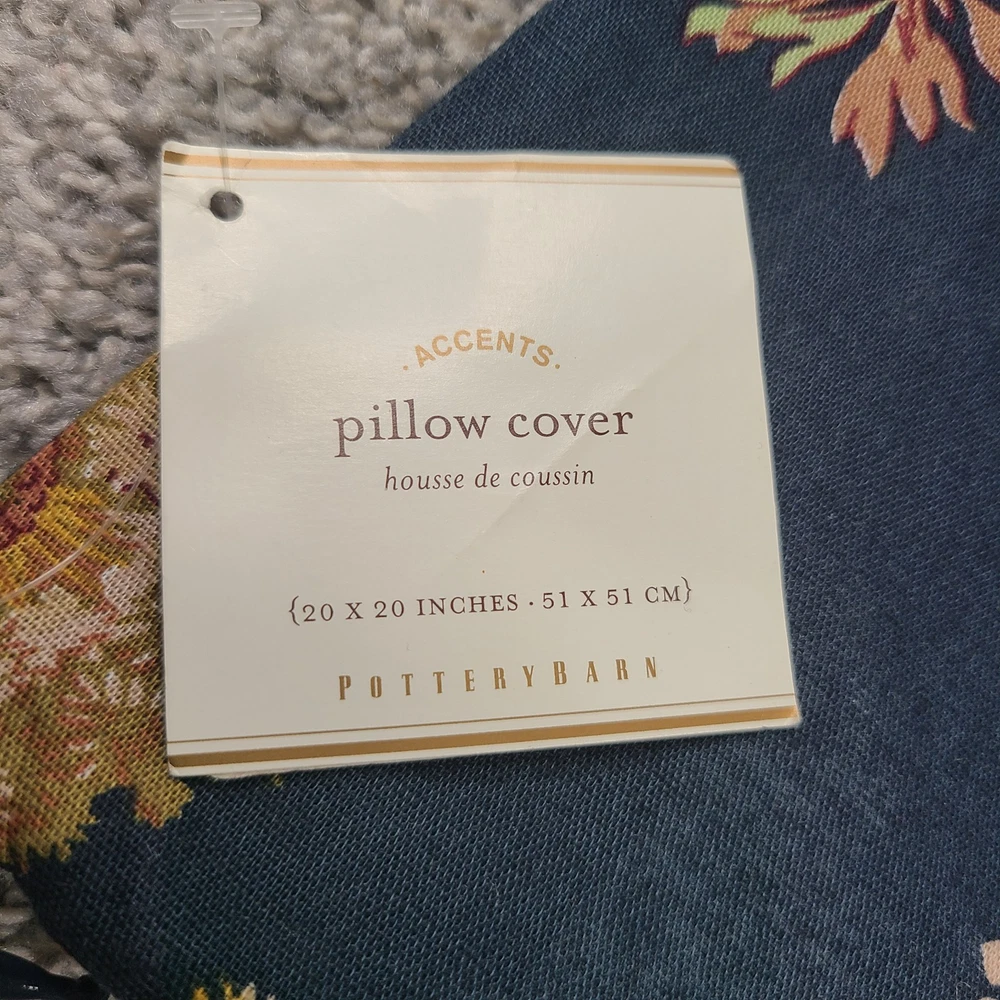 · ACCENTS ·
pillow cover
housse de coussin
{20 X 20 INCHES · 51 X 51 CM}
POTTERYBARN